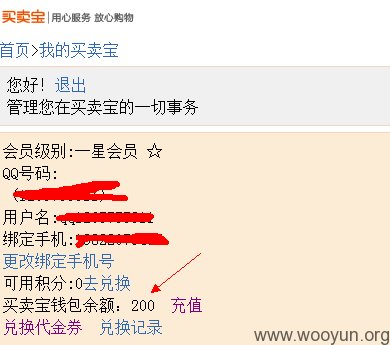 买卖宝 用心服务 放心购物
首页>我的买卖宝
您好! 退出
管理您在买卖宝的一切事务
会员级别:一星会员 ☆
QQ号码:
用户名:
绑定手机:
更改绑定手机号
可用积分:0去兑换
买卖宝钱包余额: 200 充值
兑换代金券 兑换记录
www.wooyun.org